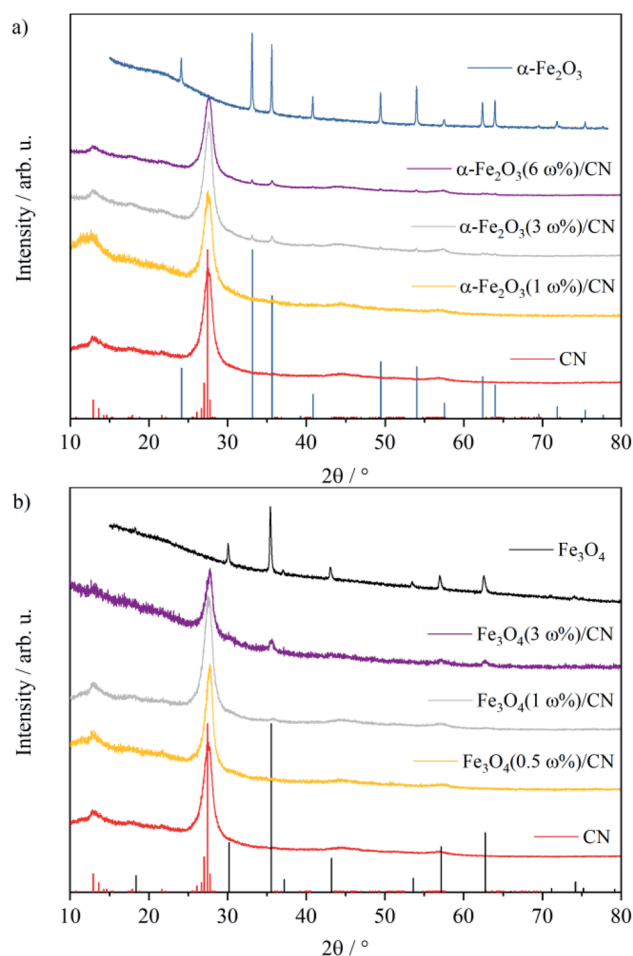 a)
Intensity / arb. u.
α-Fe₂O₃
α-Fe₂O₃(6 ω%)/CN
α-Fe₂O₃(3 ω%)/CN
α-Fe₂O₃(1 ω%)/CN
CN
10 20 30 40 50 60 70 80
2θ / °
b)
Intensity / arb. u.
Fe₃O₄
Fe₃O₄(3 ω%)/CN
Fe₃O₄(1 ω%)/CN
Fe₃O₄(0.5 ω%)/CN
CN
10 20 30 40 50 60 70 80
2θ / °